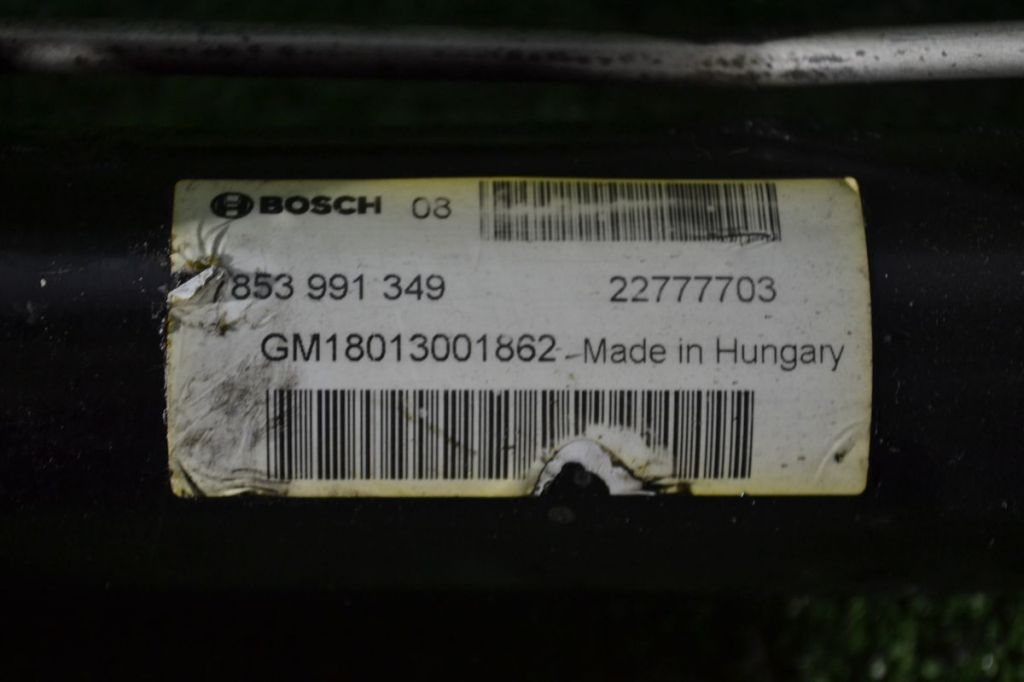 BOSCH 08
7853 991 349 22777703
GM18013001862 Made in Hungary